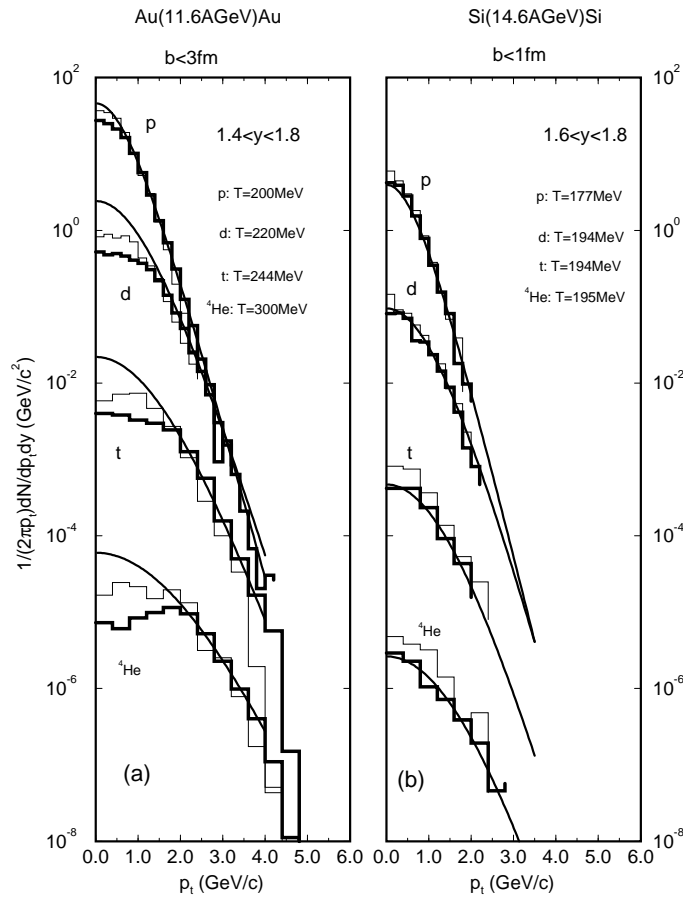 Au(11.6AGeV)Au
b<3fm
Si(14.6AGeV)Si
b<1fm
1/(2πp_t)dN/dp_t dy (GeV/c²)
10^2
10^0
10^-2
10^-4
10^-6
10^-8
p
1.4<y<1.8
p: T=200MeV
d: T=220MeV
t: T=244MeV
^4He: T=300MeV
d
t
^4He
(a)
0.0 1.0 2.0 3.0 4.0 5.0 6.0
p_t (GeV/c)
p
1.6<y<1.8
p: T=177MeV
d: T=194MeV
t: T=194MeV
^4He: T=195MeV
d
t
^4He
(b)
0.0 1.0 2.0 3.0 4.0 5.0 6.0
p_t (GeV/c)
10^2
10^0
10^-2
10^-4
10^-6
10^-8